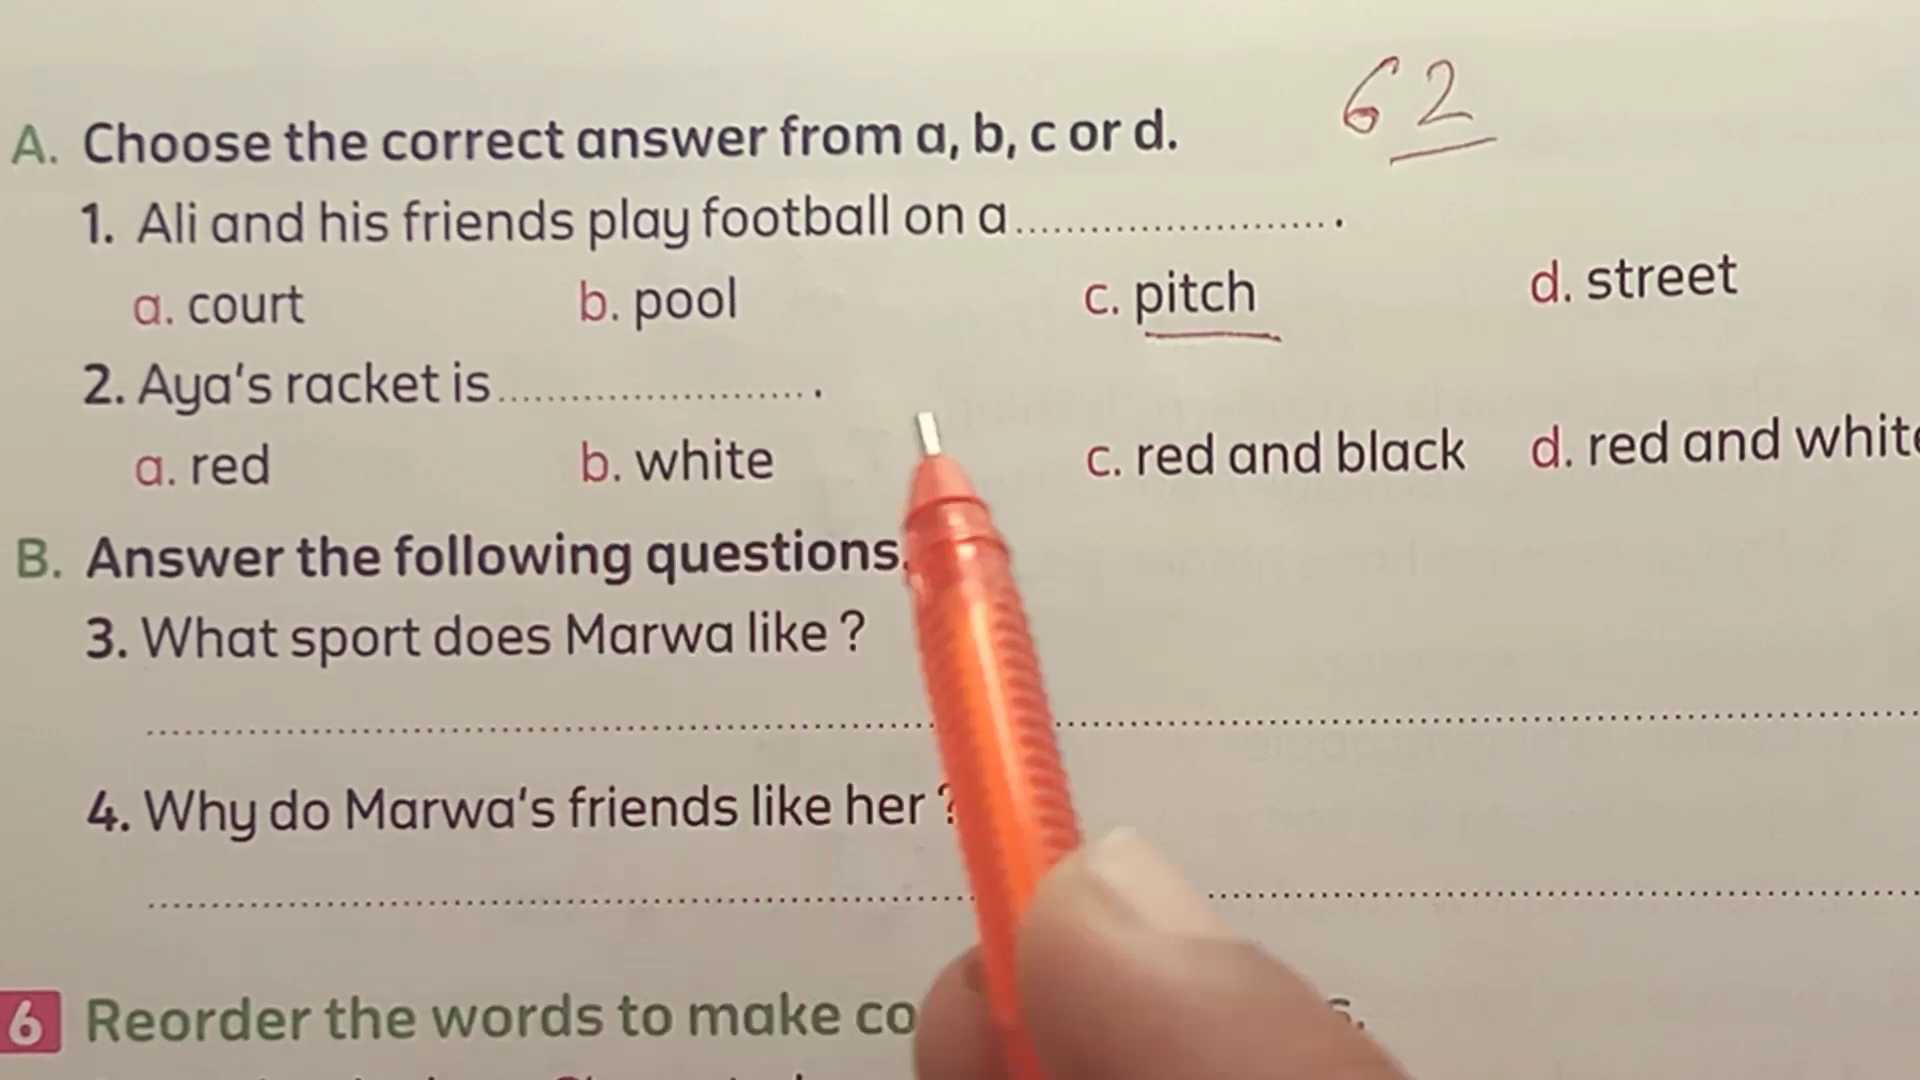 62
A. Choose the correct answer from a, b, c or d.
1. Ali and his friends play football on a ........................ .
a. court b. pool c. pitch d. street
2. Aya's racket is ........................ .
a. red b. white c. red and black d. red and white
B. Answer the following questions.
3. What sport does Marwa like ?
4. Why do Marwa's friends like her ?
6 Reorder the words to make